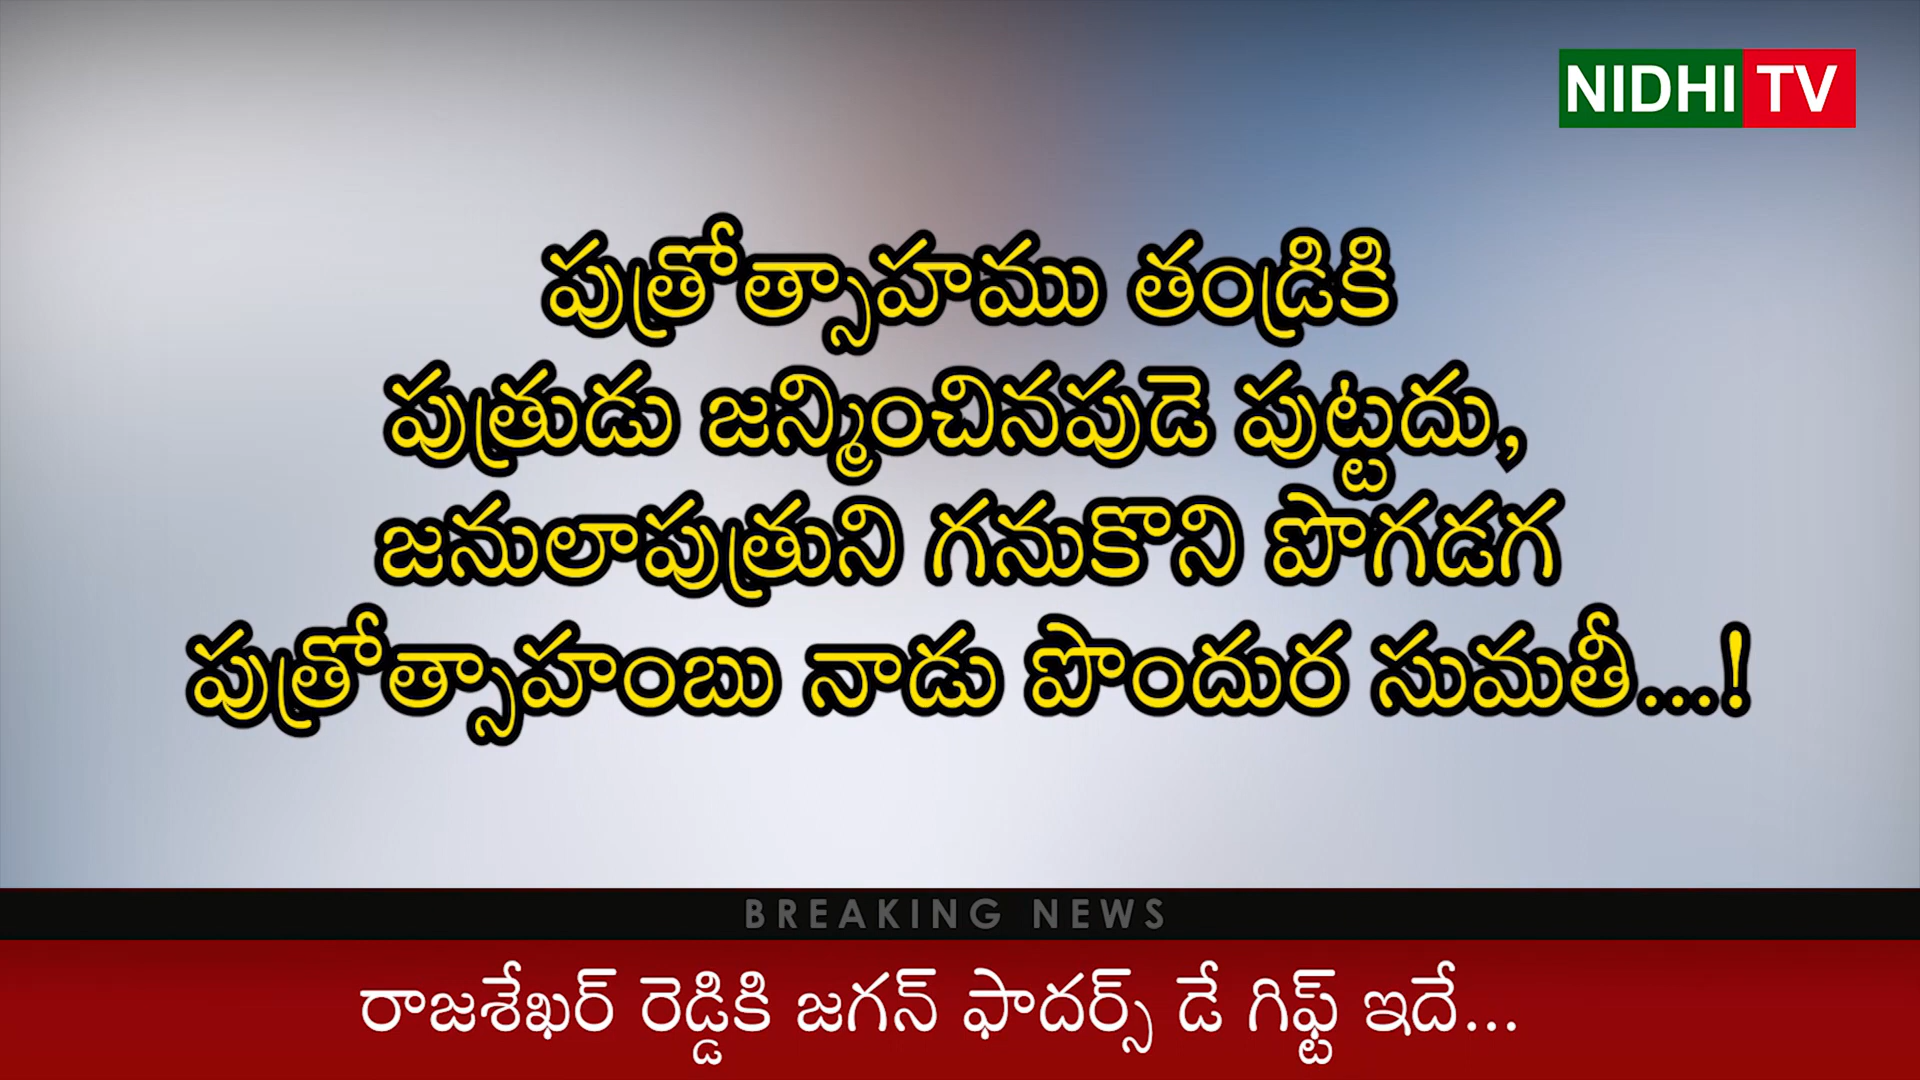 NIDHI TV
పుత్రోత్సాహము తండ్రికి
పుత్రుడు జన్మించినపుడె పుట్టదు,
జనులాపుత్రుని గనుకొని పొగడగ
పుత్రోత్సాహంబు నాడు పొందుర సుమతీ...!
BREAKING NEWS
రాజశేఖర్ రెడ్డికి జగన్ ఫాదర్స్ డే గిఫ్ట్ ఇదే...